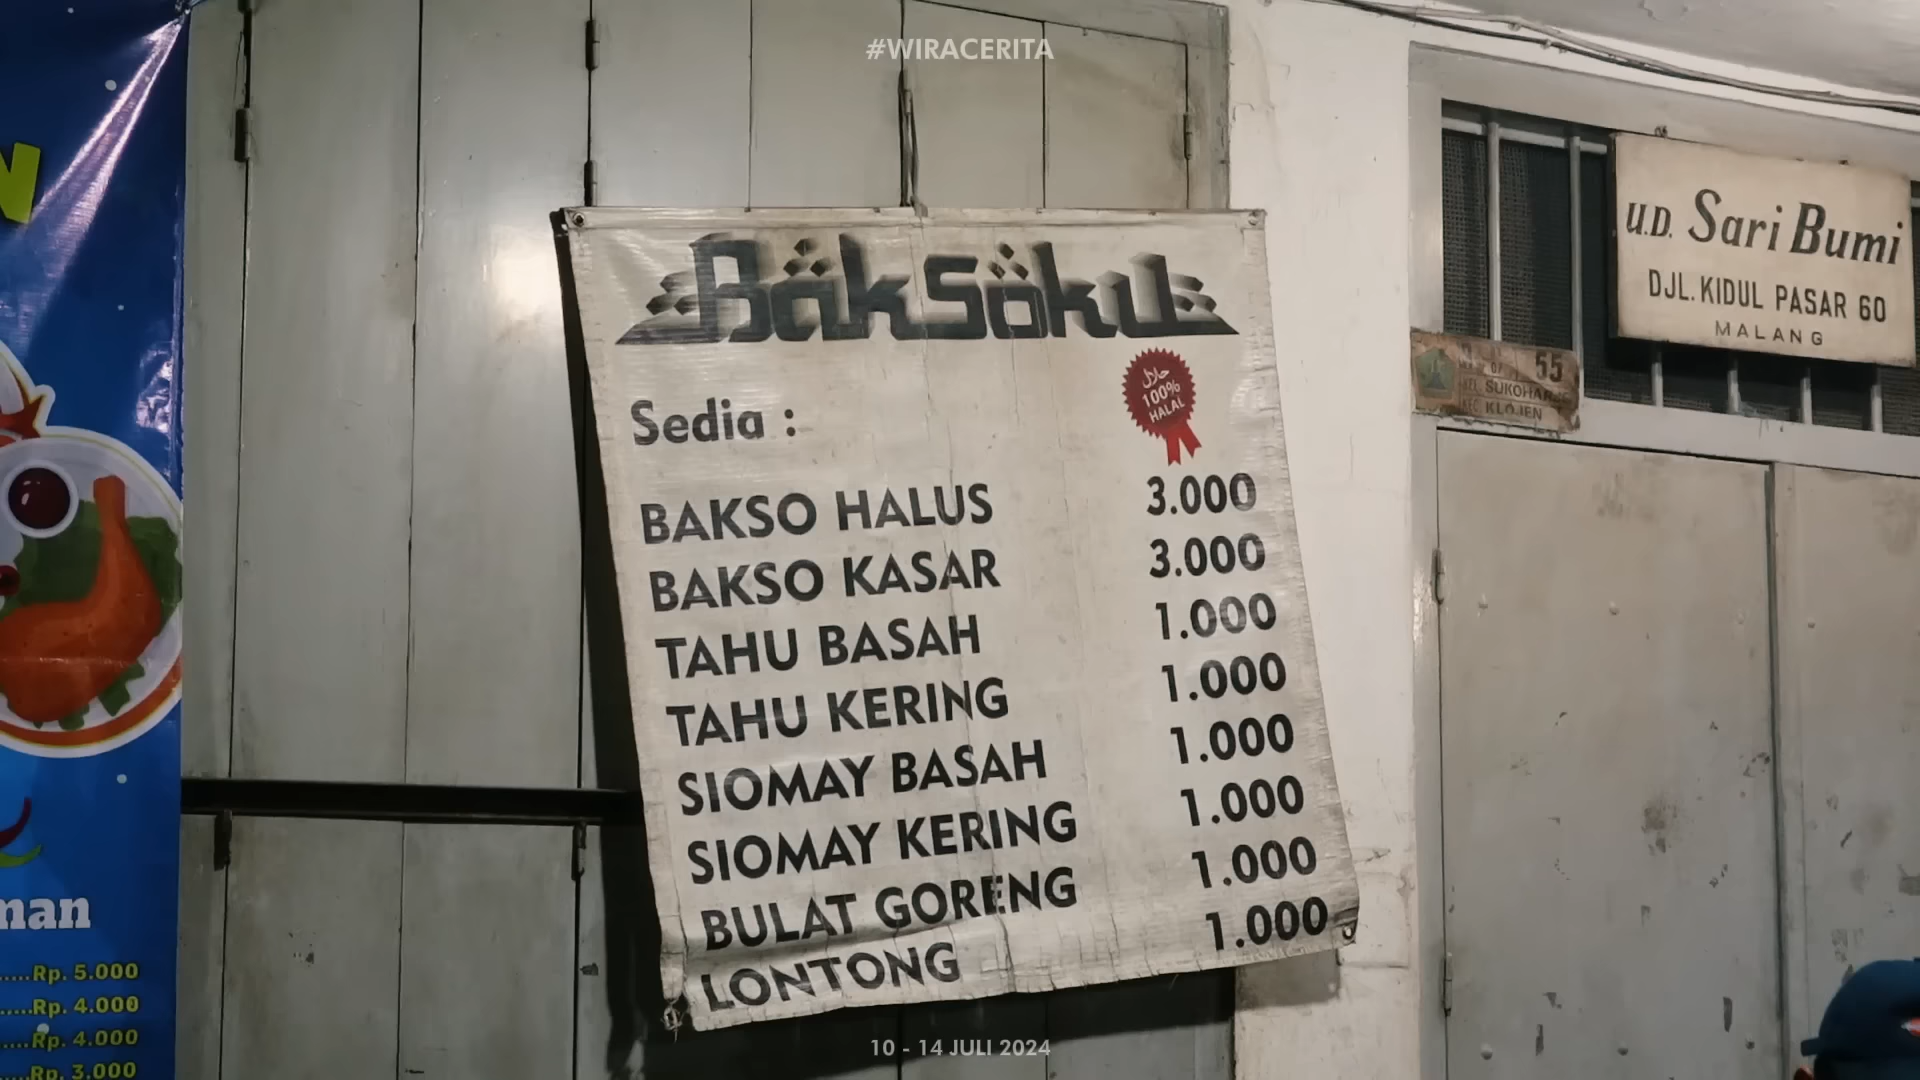 #WIRACERITA
Baksoku
حلال
100%
HALAL
Sedia :
BAKSO HALUS 3.000
BAKSO KASAR 3.000
TAHU BASAH 1.000
TAHU KERING 1.000
SIOMAY BASAH 1.000
SIOMAY KERING 1.000
BULAT GORENG 1.000
LONTONG 1.000
U.D. Sari Bumi
DJL. KIDUL PASAR 60
MALANG
55
KEL. SUKOHARJO
KEC. KLOJEN
N
man
.....Rp. 5.000
.....Rp. 4.000
.....Rp. 4.000
.....Rp. 3.000
10 - 14 JULI 2024